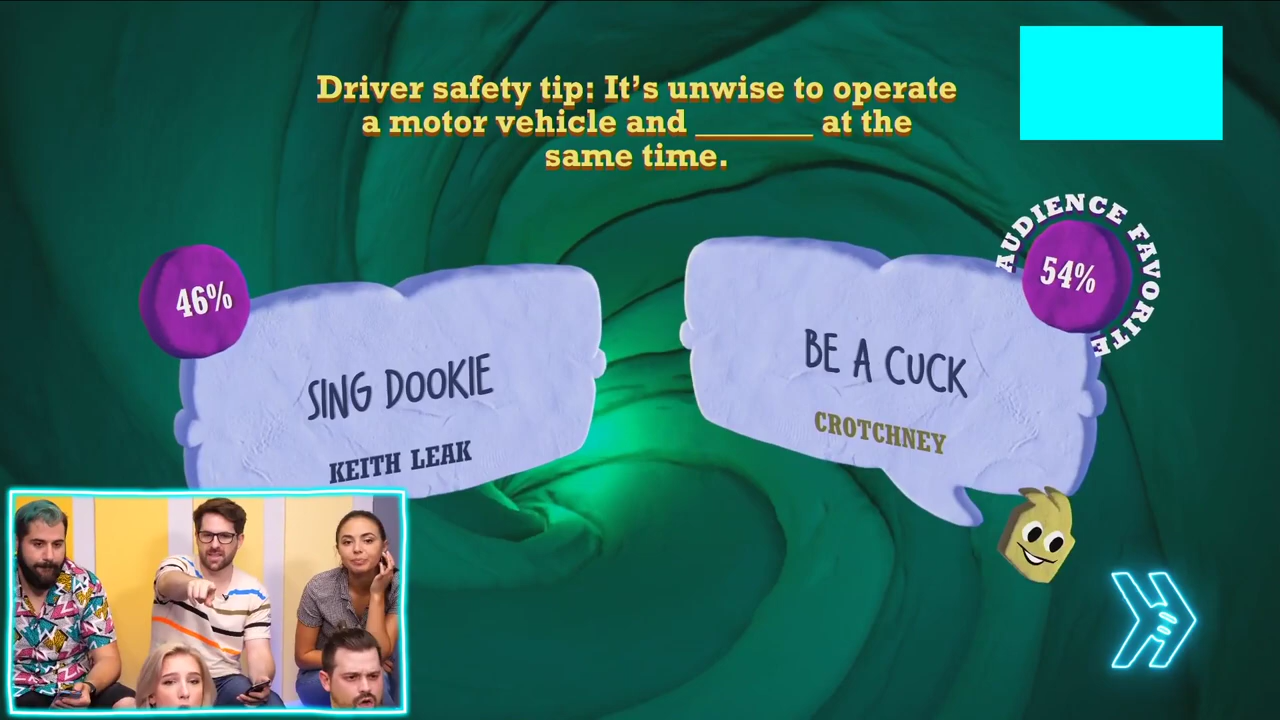 Driver safety tip: It's unwise to operate
a motor vehicle and _______ at the
same time.
AUDIENCE FAVORITE
46%
54%
SING DOOKIE
BE A CUCK
KEITH LEAK
CROTCHNEY